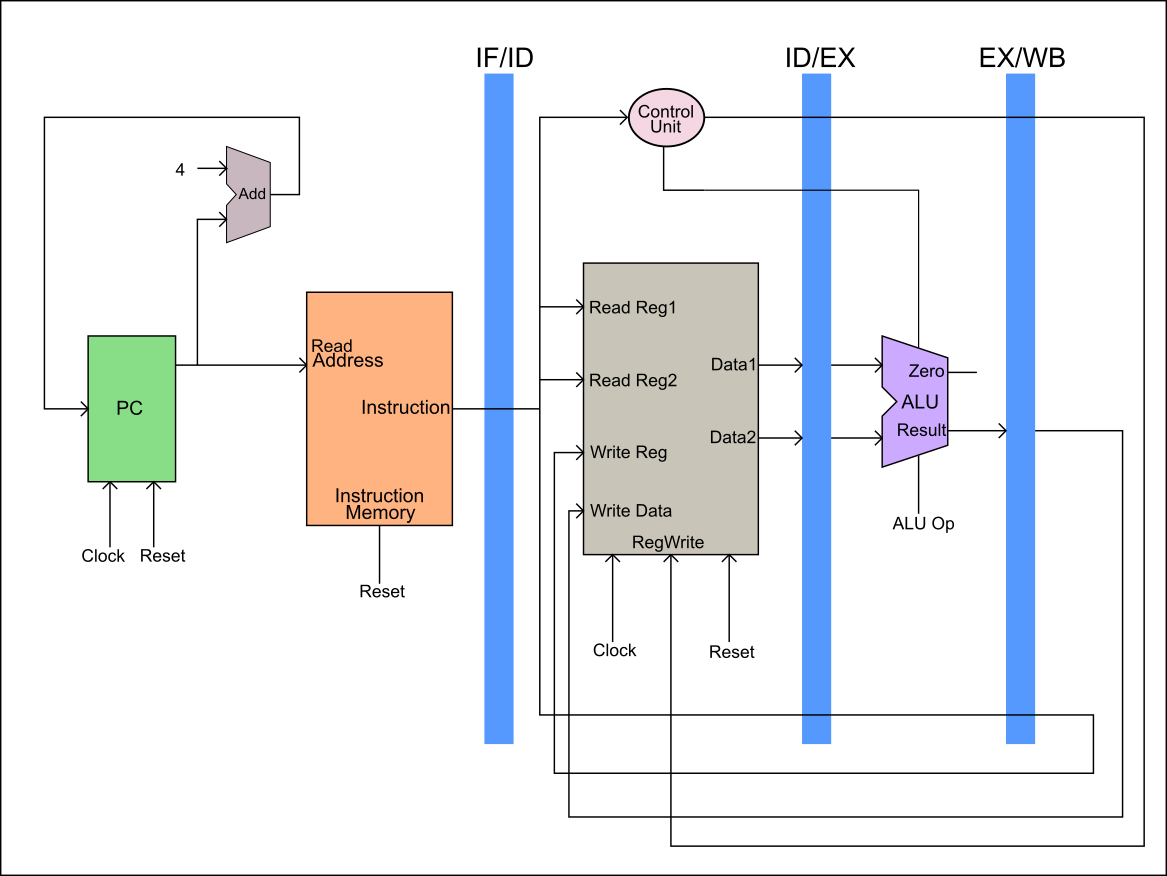 IF/ID
ID/EX
EX/WB
Control
Unit
4
Add
Read
Address
PC
Instruction
Instruction
Memory
Clock
Reset
Reset
Read Reg1
Read Reg2
Write Reg
Write Data
RegWrite
Data1
Data2
Clock
Reset
Zero
ALU
Result
ALU Op